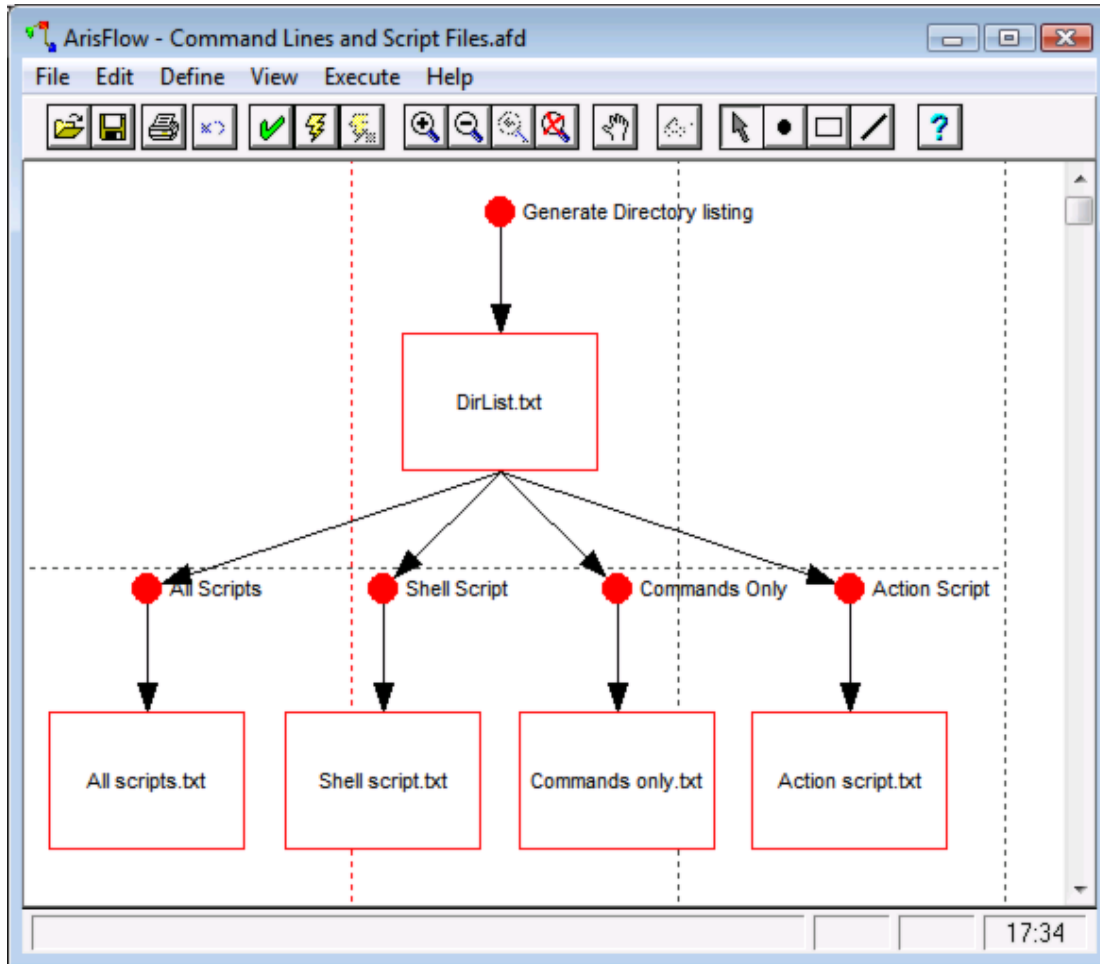 ArisFlow - Command Lines and Script Files.afd
File Edit Define View Execute Help
?
Generate Directory listing
DirList.txt
All Scripts Shell Script Commands Only Action Script
All scripts.txt Shell script.txt Commands only.txt Action script.txt
17:34